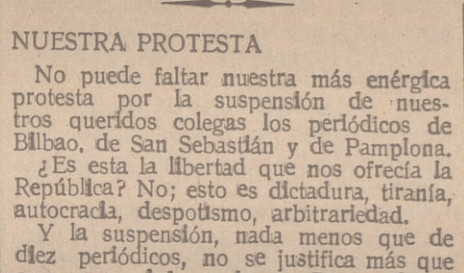 NUESTRA PROTESTA
No puede faltar nuestra más enérgica
protesta por la suspensión de nues-
tros queridos colegas los periódicos de
Bilbao, de San Sebastián y de Pamplona.
¿Es esta la libertad que nos ofrecía la
República? No; esto es dictadura, tiranía,
autocracia, despotismo, arbitrariedad.
Y la suspensión, nada menos que de
diez periódicos, no se justifica más que